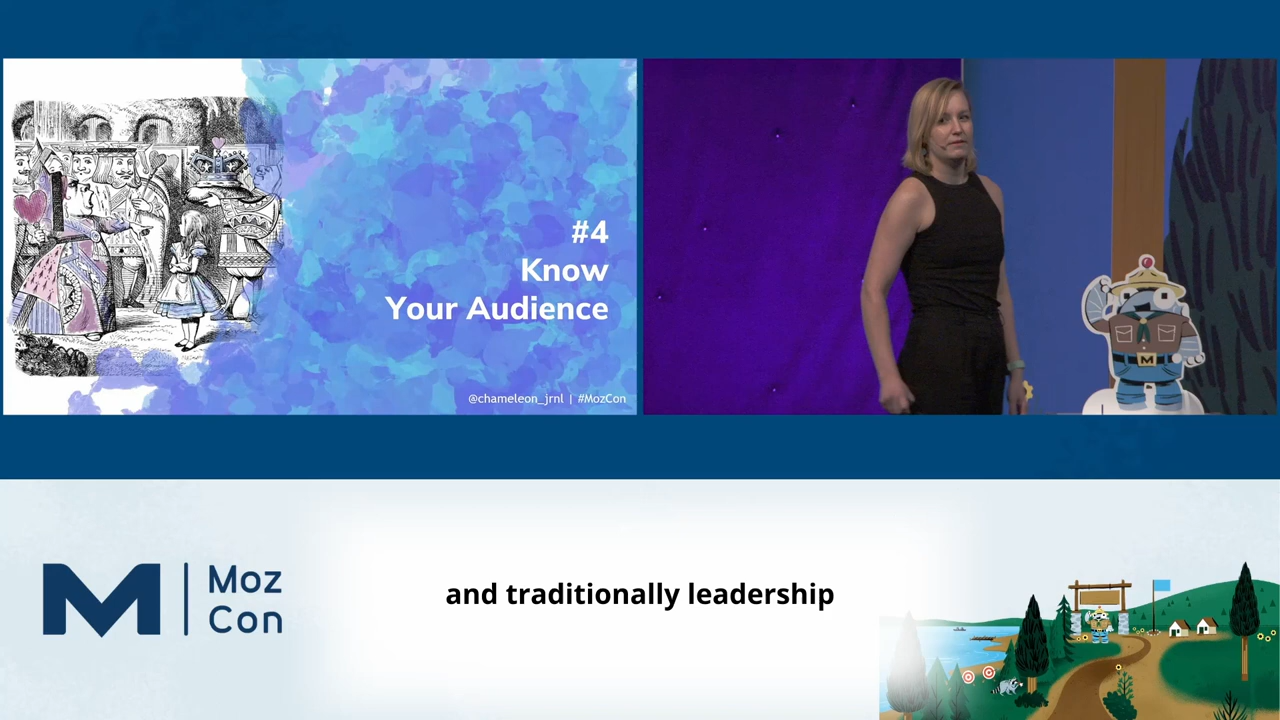 #4
Know
Your Audience
@chameleon_jrnl | #MozCon
M
Moz
Con
and traditionally leadership